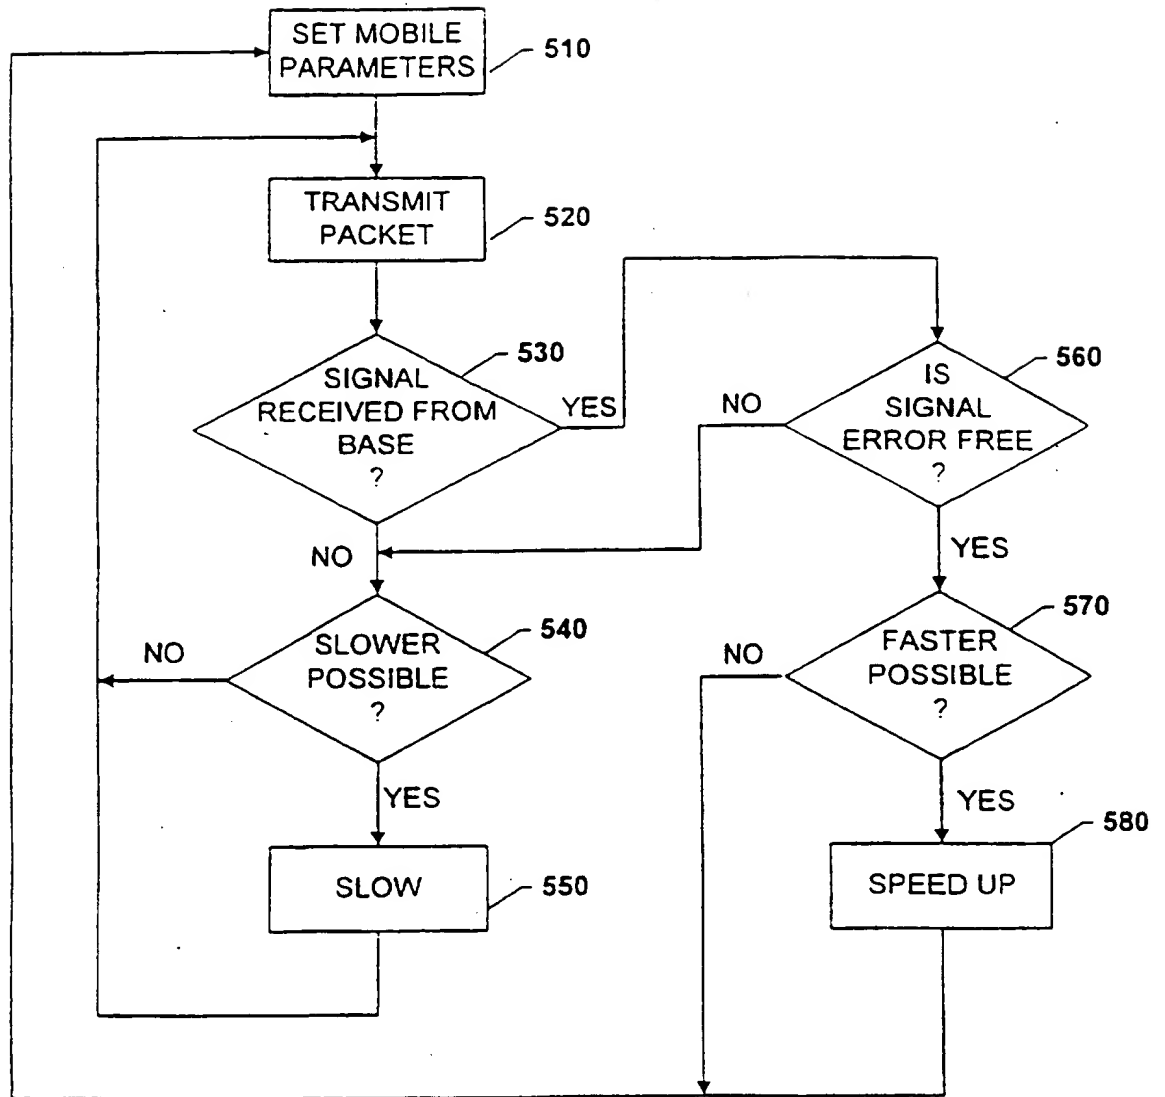 SET MOBILE
PARAMETERS
510
TRANSMIT
PACKET
520
SIGNAL
RECEIVED FROM
BASE
?
530
YES
NO
IS
SIGNAL
ERROR FREE
?
560
NO
YES
SLOWER
POSSIBLE
?
540
NO
YES
FASTER
POSSIBLE
?
570
NO
YES
SLOW
550
SPEED UP
580